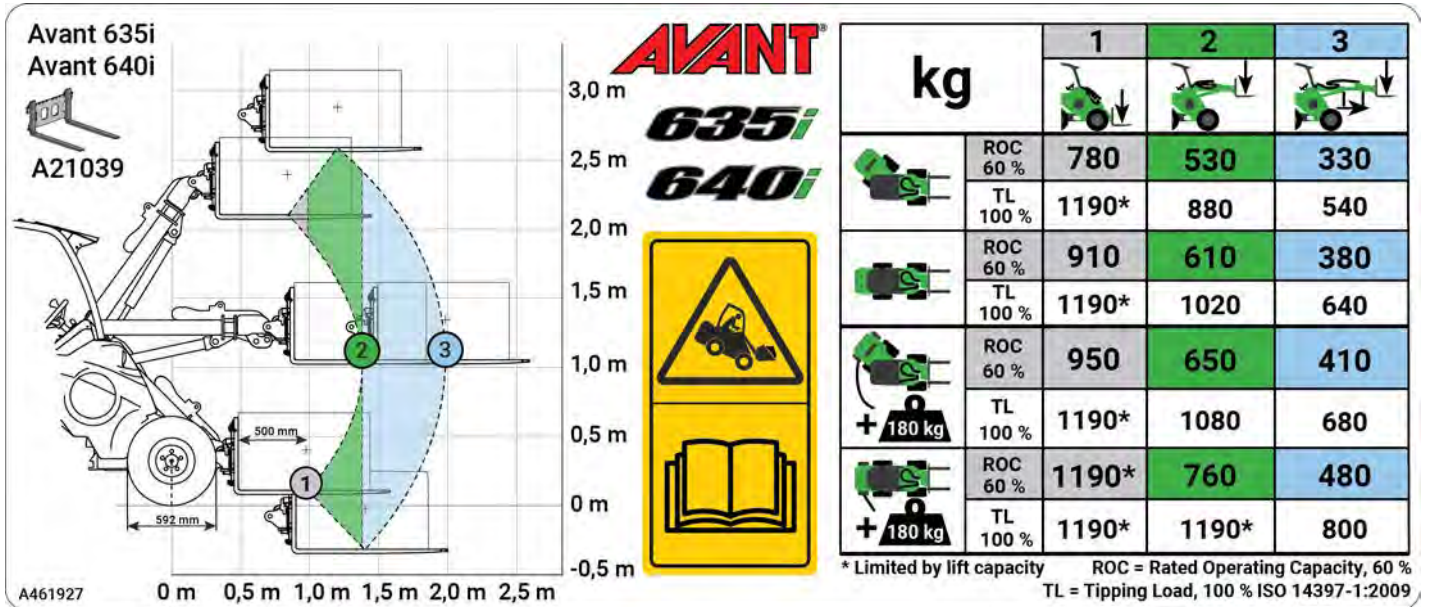 Avant 635i
Avant 640i
A21039
3,0 m
2,5 m
2,0 m
1,5 m
1,0 m
0,5 m
0 m
-0,5 m
2
3
500 mm
1
592 mm
A461927
0 m 0,5 m 1,0 m 1,5 m 2,0 m 2,5 m
AVANT®
635i
640i
kg
1 2 3
ROC 780 530 330
60 %
TL 1190* 880 540
100 %
ROC 910 610 380
60 %
TL 1190* 1020 640
100 %
ROC 950 650 410
60 %
+ 180 kg
TL 1190* 1080 680
100 %
ROC 1190* 760 480
60 %
+ 180 kg
TL 1190* 1190* 800
100 %
* Limited by lift capacity
ROC = Rated Operating Capacity, 60 %
TL = Tipping Load, 100 % ISO 14397-1:2009